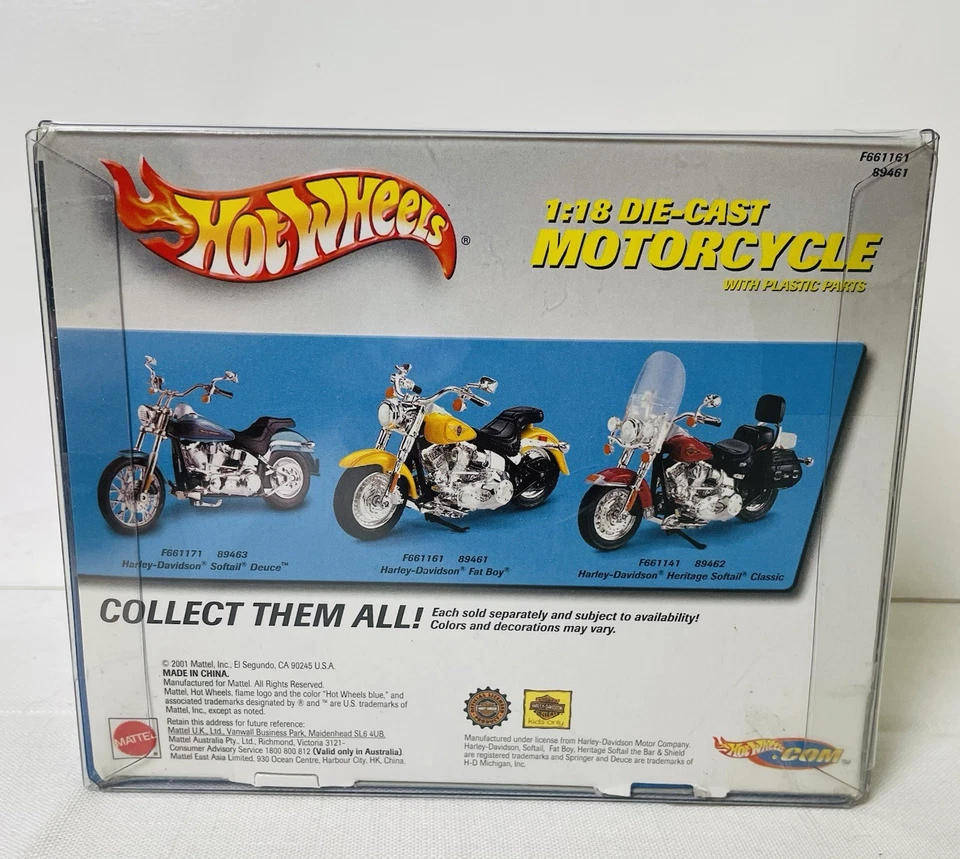 F661161
89461
HOT WHEELS®
1:18 DIE-CAST
MOTORCYCLE
WITH PLASTIC PARTS
F661171 89463
Harley-Davidson® Softail® Deuce™
F661161 89461
Harley-Davidson® Fat Boy®
F661141 89462
Harley-Davidson® Heritage Softail® Classic
COLLECT THEM ALL!
Each sold separately and subject to availability!
Colors and decorations may vary.
© 2001 Mattel, Inc., El Segundo, CA 90245 U.S.A.
MADE IN CHINA.
Manufactured for Mattel. All Rights Reserved.
Mattel, Hot Wheels, flame logo and the color "Hot Wheels blue," and
associated trademarks designated by ® and ™ are U.S. trademarks of
Mattel, Inc., except as noted.
Retain this address for future reference:
Mattel U.K., Ltd., Vanwall Business Park, Maidenhead SL6 4UB.
Mattel Australia Pty., Ltd., Richmond, Victoria 3121-
Consumer Advisory Service 1800 800 812 (Valid only in Australia).
Mattel East Asia Limited, 930 Ocean Centre, Harbour City, HK, China.
MATTEL®
HARLEY-DAVIDSON
kids only
Manufactured under license from Harley-Davidson Motor Company.
Harley-Davidson, Softail, Fat Boy, Heritage Softail the Bar & Shield
are registered trademarks and Springer and Deuce are trademarks of
H-D Michigan, Inc.
HOT WHEELS.COM™